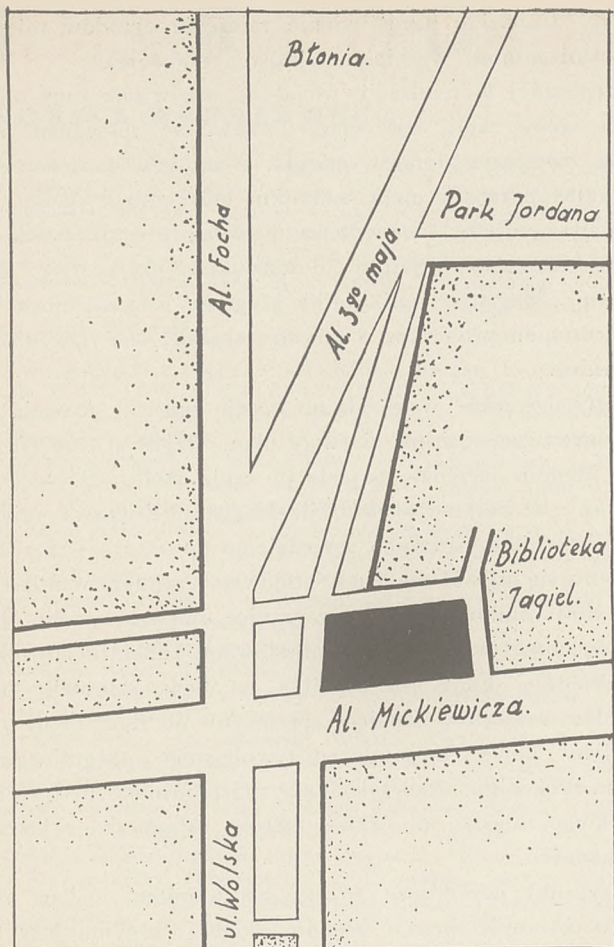 Błonia.
Park Jordana
Al. Focha
Al. 3go maja.
Biblioteka
Jagiel.
Al. Mickiewicza.
ul. Wolska